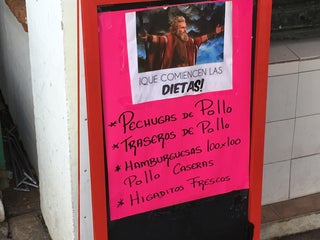 ¡QUE COMIENCEN LAS
DIETAS!
* PECHUGAS DE POLLO
* TRASEROS DE POLLO
* HAMBURGUESAS 100x100
POLLO CASERAS
* HIGADITOS FRESCOS